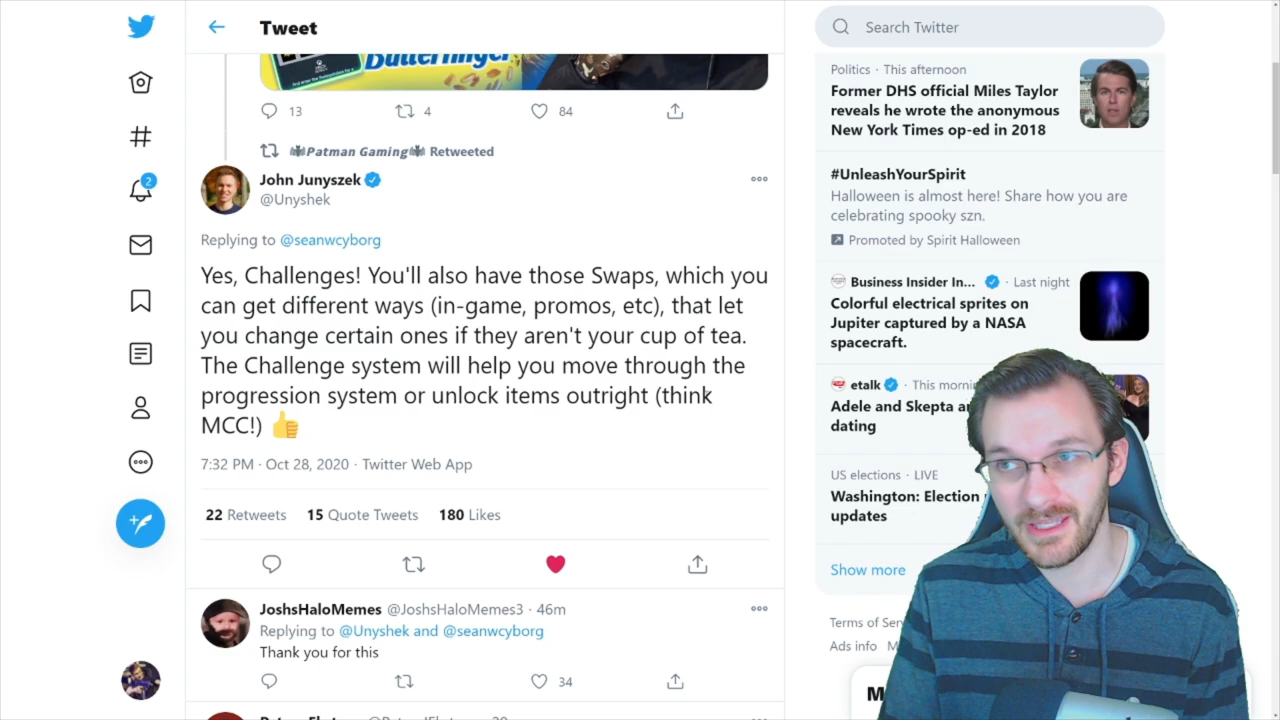 Tweet
Search Twitter
Butterfinger
13
4
84
Patman Gaming Retweeted
John Junyszek
@Unyshek
Replying to @seanwcyborg
Yes, Challenges! You'll also have those Swaps, which you
can get different ways (in-game, promos, etc), that let
you change certain ones if they aren't your cup of tea.
The Challenge system will help you move through the
progression system or unlock items outright (think
MCC!) 👍
7:32 PM · Oct 28, 2020 · Twitter Web App
22 Retweets 15 Quote Tweets 180 Likes
JoshsHaloMemes @JoshsHaloMemes3 · 46m
Replying to @Unyshek and @seanwcyborg
Thank you for this
34
2
Politics · This afternoon
Former DHS official Miles Taylor
reveals he wrote the anonymous
New York Times op-ed in 2018
#UnleashYourSpirit
Halloween is almost here! Share how you are
celebrating spooky szn.
Promoted by Spirit Halloween
Business Insider In... · Last night
Colorful electrical sprites on
Jupiter captured by a NASA
spacecraft.
etalk · This
Adele and Skepta
dating
US elections · LIVE
Washington: Election
updates
Show more
Terms of
Ads info